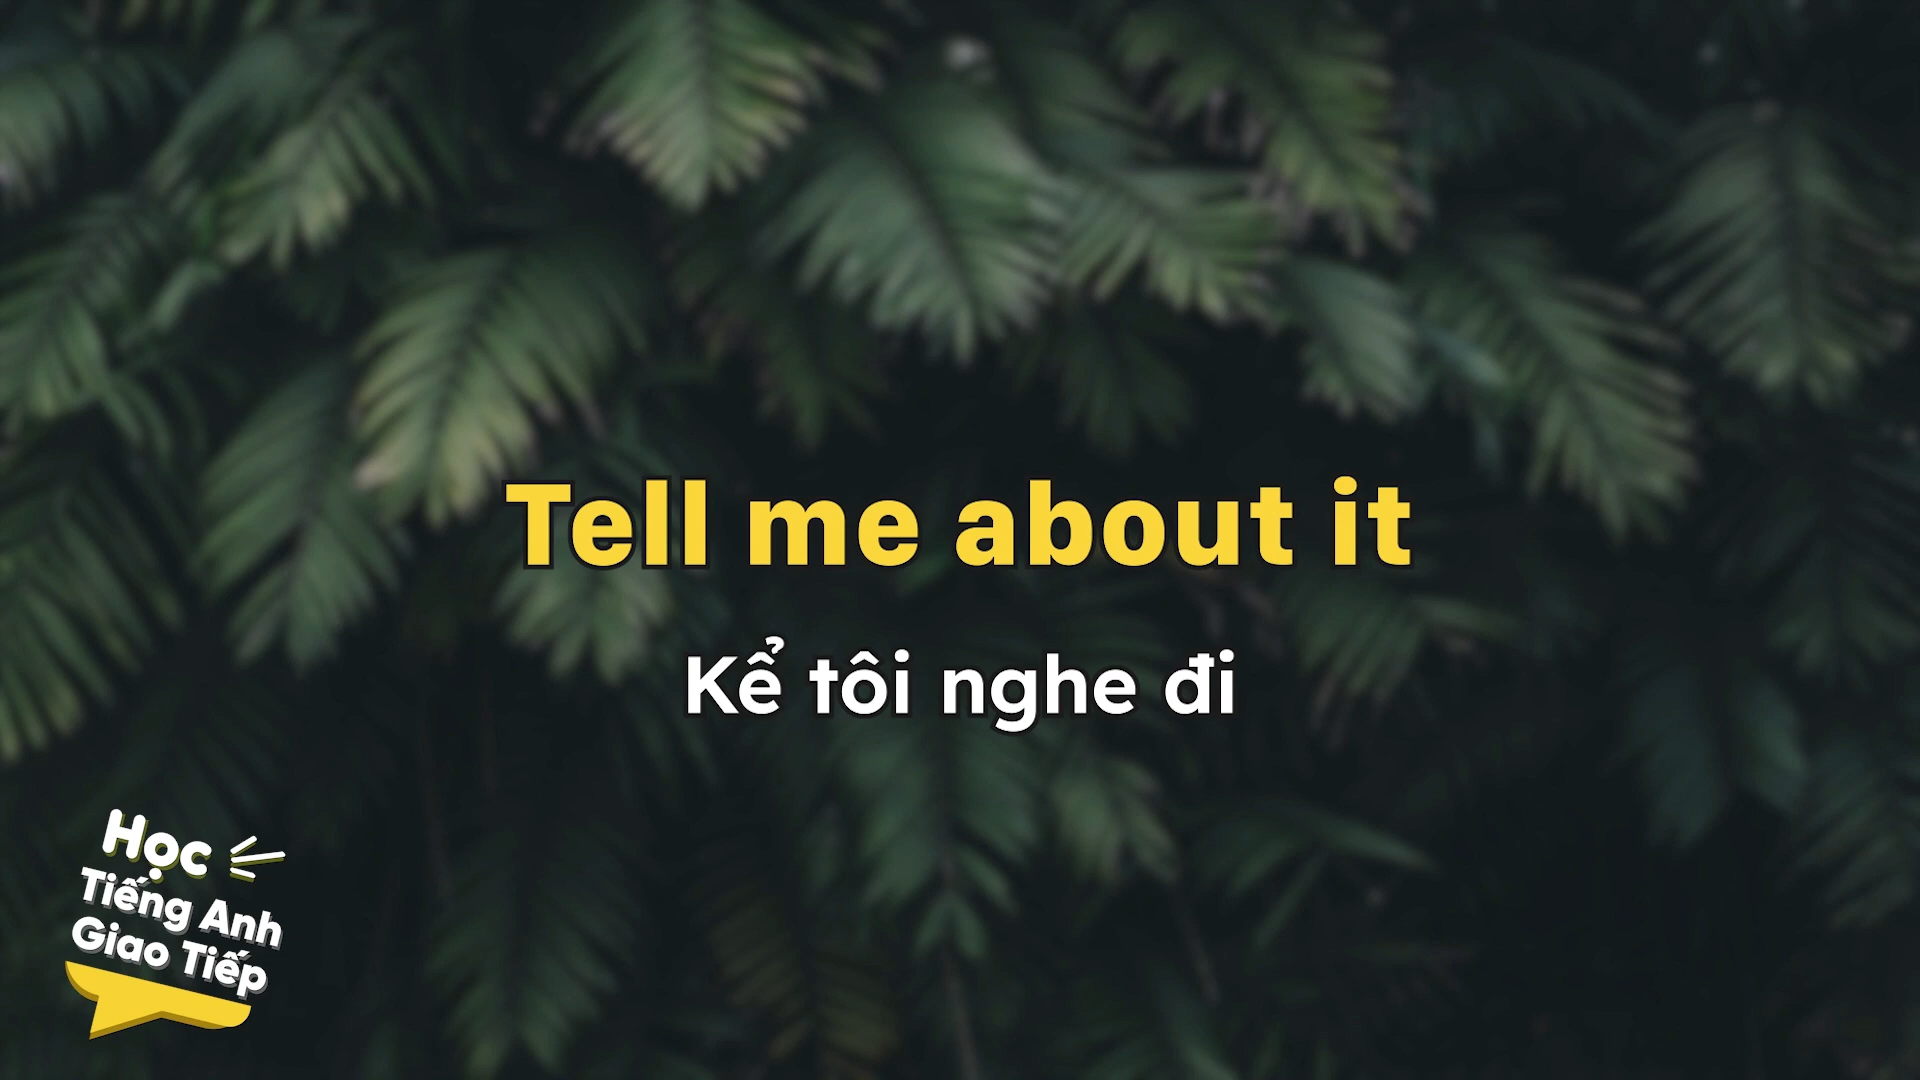 Tell me about it
Kể tôi nghe đi
Học
Tiếng Anh
Giao Tiếp